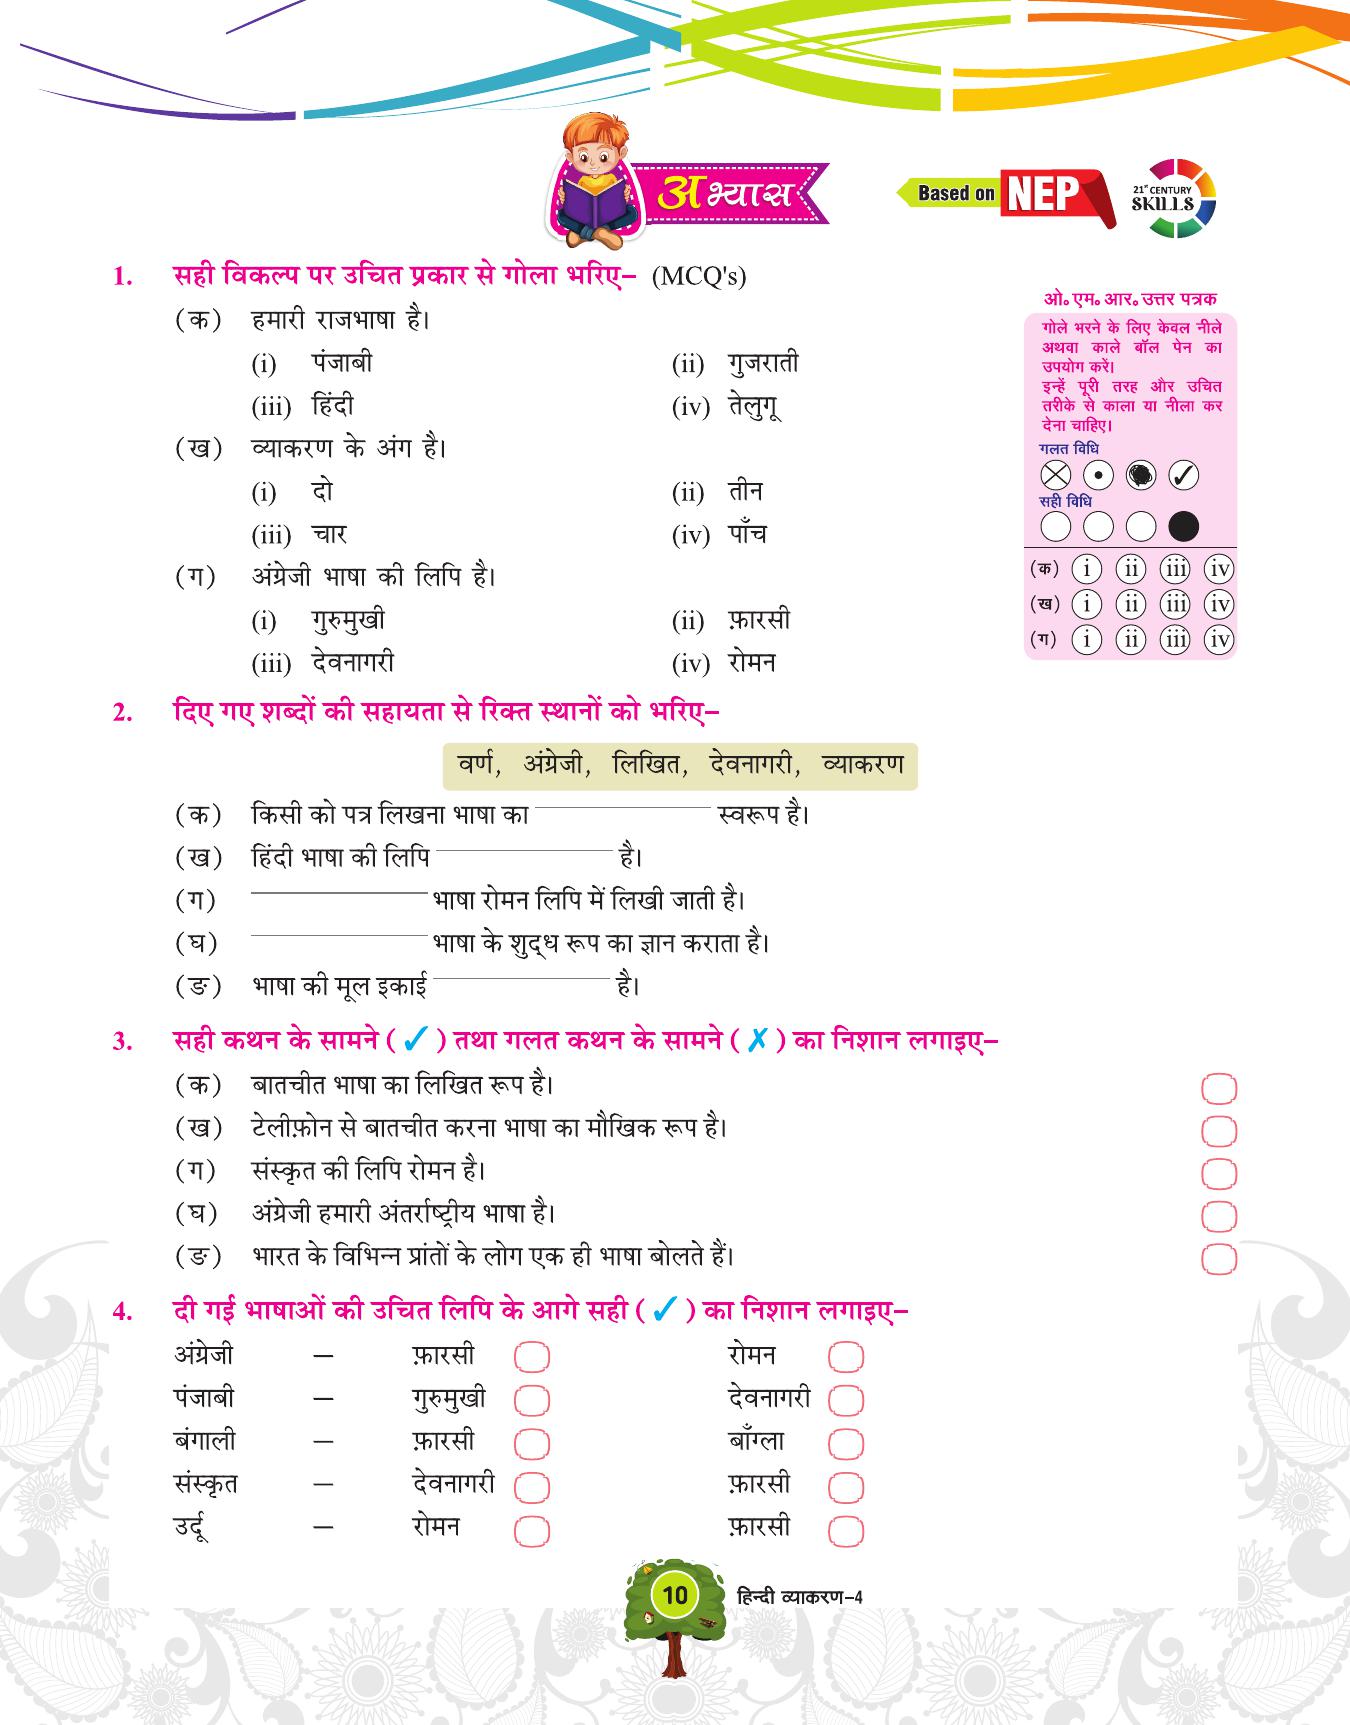 अभ्यास
Based on NEP
21st CENTURY
SKILLS
1. सही विकल्प पर उचित प्रकार से गोला भरिए– (MCQ's)
(क) हमारी राजभाषा है।
(i) पंजाबी (ii) गुजराती
(iii) हिंदी (iv) तेलुगू
(ख) व्याकरण के अंग है।
(i) दो (ii) तीन
(iii) चार (iv) पाँच
(ग) अंग्रेजी भाषा की लिपि है।
(i) गुरुमुखी (ii) फ़ारसी
(iii) देवनागरी (iv) रोमन
ओ॰ एम॰ आर॰ उत्तर पत्रक
गोले भरने के लिए केवल नीले
अथवा काले बॉल पेन का
उपयोग करें।
इन्हें पूरी तरह और उचित
तरीके से काला या नीला कर
देना चाहिए।
गलत विधि
सही विधि
(क) i ii iii iv
(ख) i ii iii iv
(ग) i ii iii iv
2. दिए गए शब्दों की सहायता से रिक्त स्थानों को भरिए–
वर्ण, अंग्रेजी, लिखित, देवनागरी, व्याकरण
(क) किसी को पत्र लिखना भाषा का ____________ स्वरूप है।
(ख) हिंदी भाषा की लिपि ____________ है।
(ग) ____________ भाषा रोमन लिपि में लिखी जाती है।
(घ) ____________ भाषा के शुद्ध रूप का ज्ञान कराता है।
(ङ) भाषा की मूल इकाई ____________ है।
3. सही कथन के सामने (✓) तथा गलत कथन के सामने (✗) का निशान लगाइए–
(क) बातचीत भाषा का लिखित रूप है।
(ख) टेलीफ़ोन से बातचीत करना भाषा का मौखिक रूप है।
(ग) संस्कृत की लिपि रोमन है।
(घ) अंग्रेजी हमारी अंतर्राष्ट्रीय भाषा है।
(ङ) भारत के विभिन्न प्रांतों के लोग एक ही भाषा बोलते हैं।
4. दी गई भाषाओं की उचित लिपि के आगे सही (✓) का निशान लगाइए–
अंग्रेजी – फ़ारसी रोमन
पंजाबी – गुरुमुखी देवनागरी
बंगाली – फ़ारसी बाँग्ला
संस्कृत – देवनागरी फ़ारसी
उर्दू – रोमन फ़ारसी
10 हिन्दी व्याकरण–4